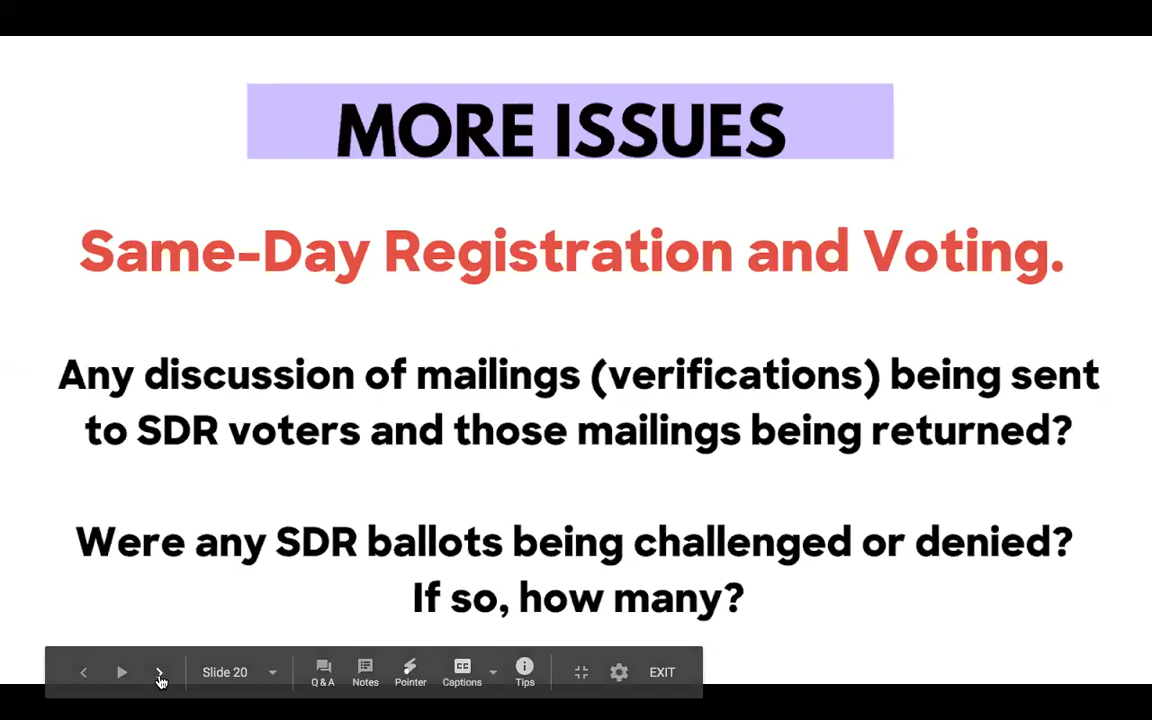 MORE ISSUES
Same-Day Registration and Voting.
Any discussion of mailings (verifications) being sent
to SDR voters and those mailings being returned?
Were any SDR ballots being challenged or denied?
If so, how many?
Slide 20
Q&A
Notes
Pointer
CC
Captions
Tips
EXIT